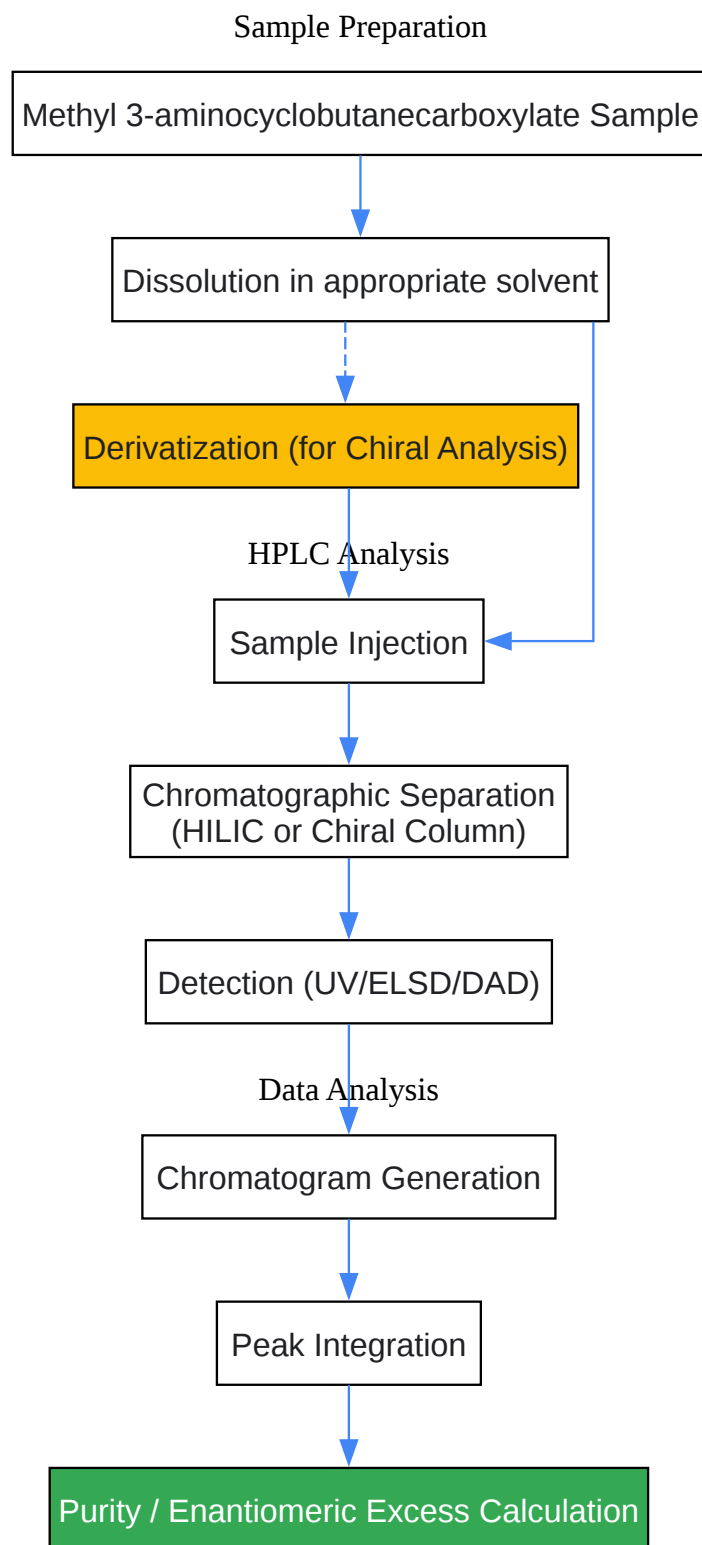 Sample Preparation
Methyl 3-aminocyclobutanecarboxylate Sample
Dissolution in appropriate solvent
Derivatization (for Chiral Analysis)
HPLC Analysis
Sample Injection
Chromatographic Separation
(HILIC or Chiral Column)
Detection (UV/ELSD/DAD)
Data Analysis
Chromatogram Generation
Peak Integration
Purity / Enantiomeric Excess Calculation